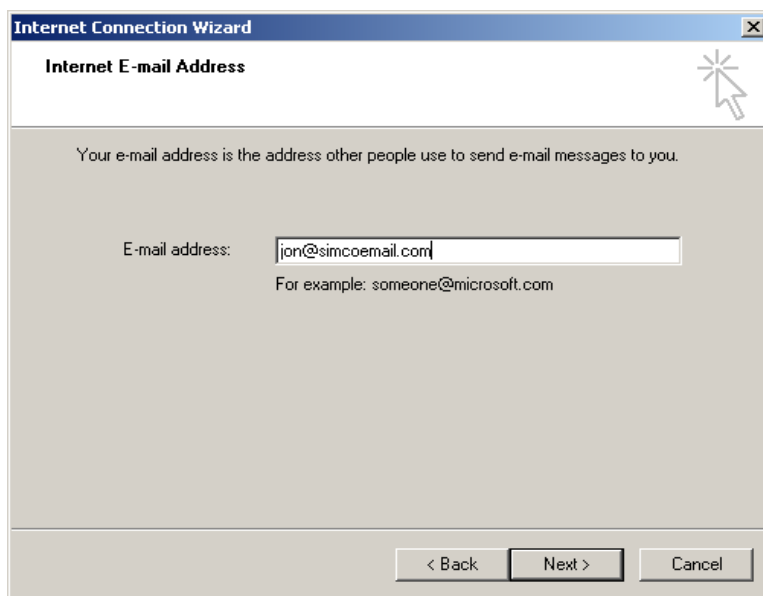 Internet Connection Wizard
Internet E-mail Address
Your e-mail address is the address other people use to send e-mail messages to you.
E-mail address: jon@simcoemail.com
For example: someone@microsoft.com
< Back Next > Cancel